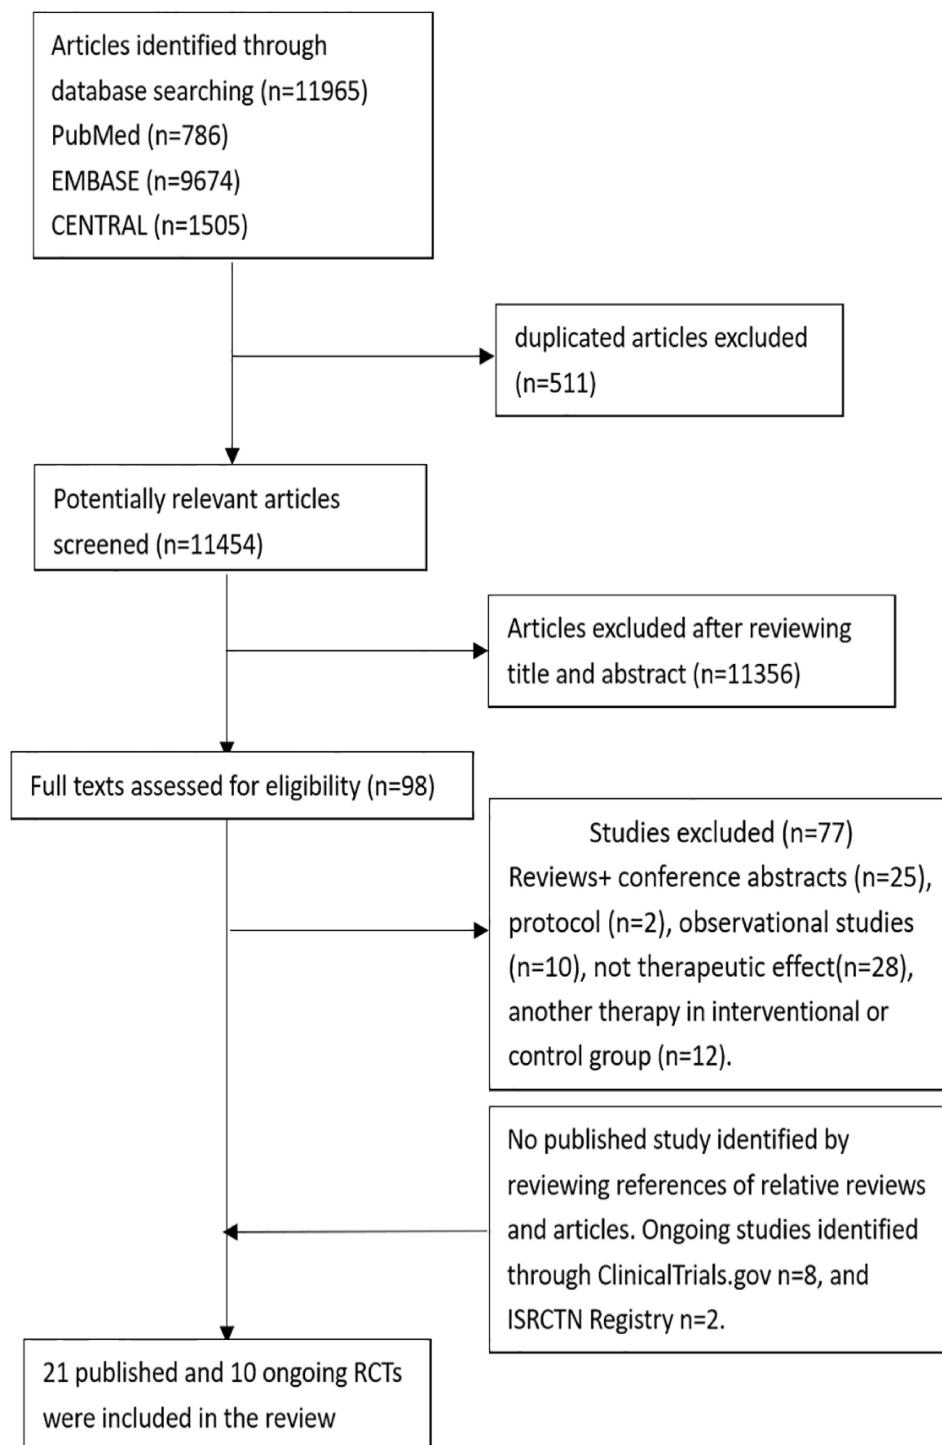 Articles identified through
database searching (n=11965)
PubMed (n=786)
EMBASE (n=9674)
CENTRAL (n=1505)
duplicated articles excluded
(n=511)
Potentially relevant articles
screened (n=11454)
Articles excluded after reviewing
title and abstract (n=11356)
Full texts assessed for eligibility (n=98)
Studies excluded (n=77)
Reviews+ conference abstracts (n=25),
protocol (n=2), observational studies
(n=10), not therapeutic effect(n=28),
another therapy in interventional or
control group (n=12).
No published study identified by
reviewing references of relative reviews
and articles. Ongoing studies identified
through ClinicalTrials.gov n=8, and
ISRCTN Registry n=2.
21 published and 10 ongoing RCTs
were included in the review